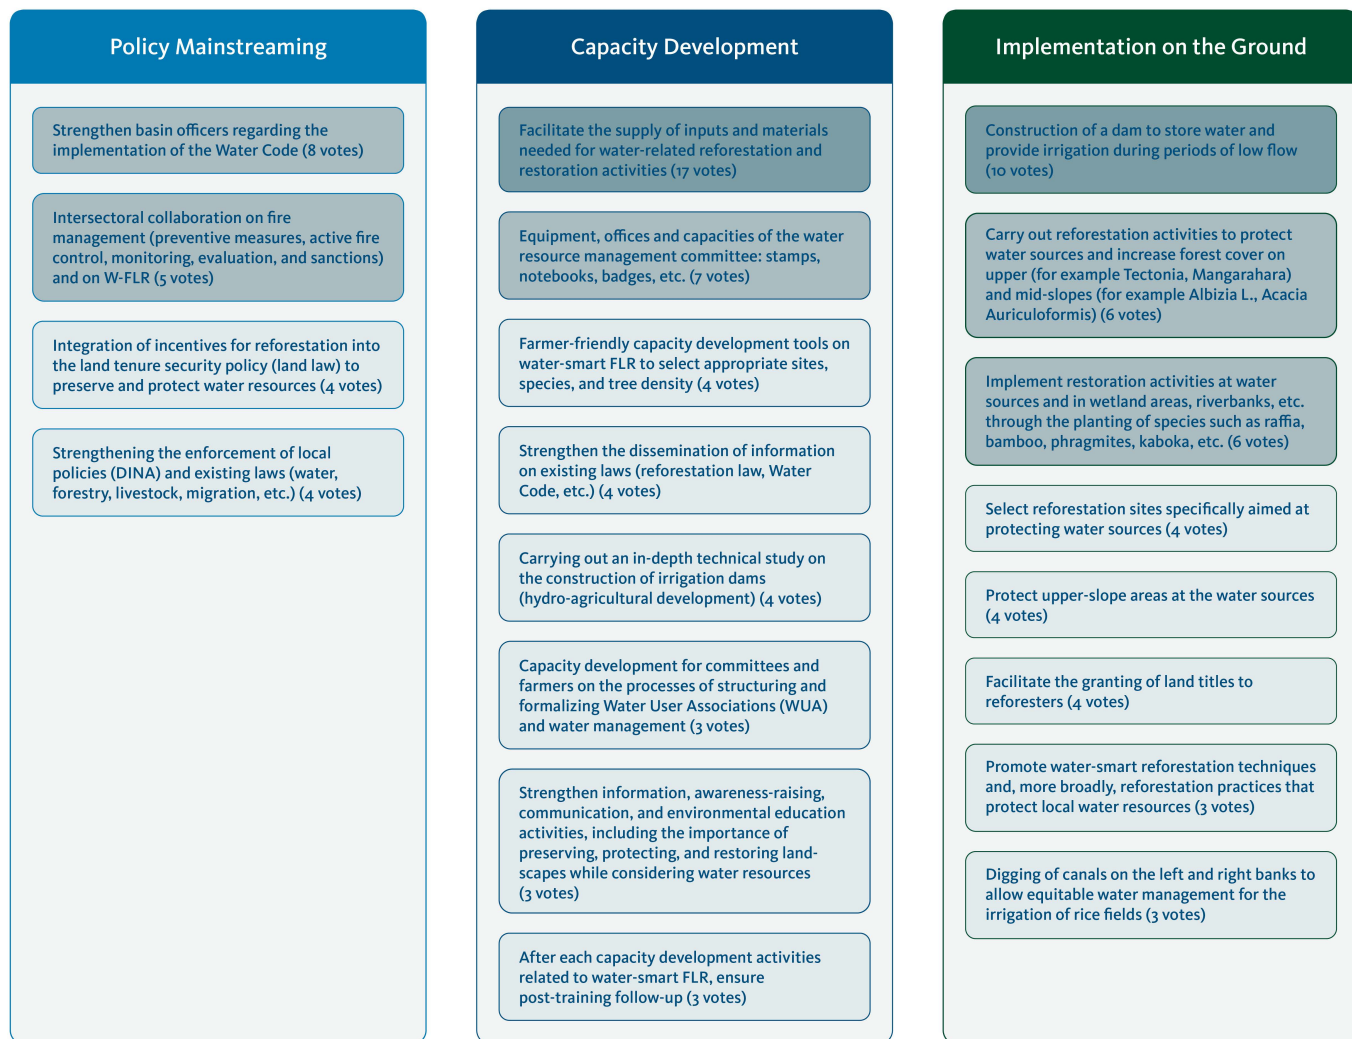 Policy Mainstreaming
Strengthen basin officers regarding the
implementation of the Water Code (8 votes)
Intersectoral collaboration on fire
management (preventive measures, active fire
control, monitoring, evaluation, and sanctions)
and on W-FLR (5 votes)
Integration of incentives for reforestation into
the land tenure security policy (land law) to
preserve and protect water resources (4 votes)
Strengthening the enforcement of local
policies (DINA) and existing laws (water,
forestry, livestock, migration, etc.) (4 votes)
Capacity Development
Facilitate the supply of inputs and materials
needed for water-related reforestation and
restoration activities (17 votes)
Equipment, offices and capacities of the water
resource management committee: stamps,
notebooks, badges, etc. (7 votes)
Farmer-friendly capacity development tools on
water-smart FLR to select appropriate sites,
species, and tree density (4 votes)
Strengthen the dissemination of information
on existing laws (reforestation law, Water
Code, etc.) (4 votes)
Carrying out an in-depth technical study on
the construction of irrigation dams
(hydro-agricultural development) (4 votes)
Capacity development for committees and
farmers on the processes of structuring and
formalizing Water User Associations (WUA)
and water management (3 votes)
Strengthen information, awareness-raising,
communication, and environmental education
activities, including the importance of
preserving, protecting, and restoring land-
scapes while considering water resources
(3 votes)
After each capacity development activities
related to water-smart FLR, ensure
post-training follow-up (3 votes)
Implementation on the Ground
Construction of a dam to store water and
provide irrigation during periods of low flow
(10 votes)
Carry out reforestation activities to protect
water sources and increase forest cover on
upper (for example Tectonia, Mangarahara)
and mid-slopes (for example Albizia L., Acacia
Auriculoformis) (6 votes)
Implement restoration activities at water
sources and in wetland areas, riverbanks, etc.
through the planting of species such as raffia,
bamboo, phragmites, kaboka, etc. (6 votes)
Select reforestation sites specifically aimed at
protecting water sources (4 votes)
Protect upper-slope areas at the water sources
(4 votes)
Facilitate the granting of land titles to
reforesters (4 votes)
Promote water-smart reforestation techniques
and, more broadly, reforestation practices that
protect local water resources (3 votes)
Digging of canals on the left and right banks to
allow equitable water management for the
irrigation of rice fields (3 votes)